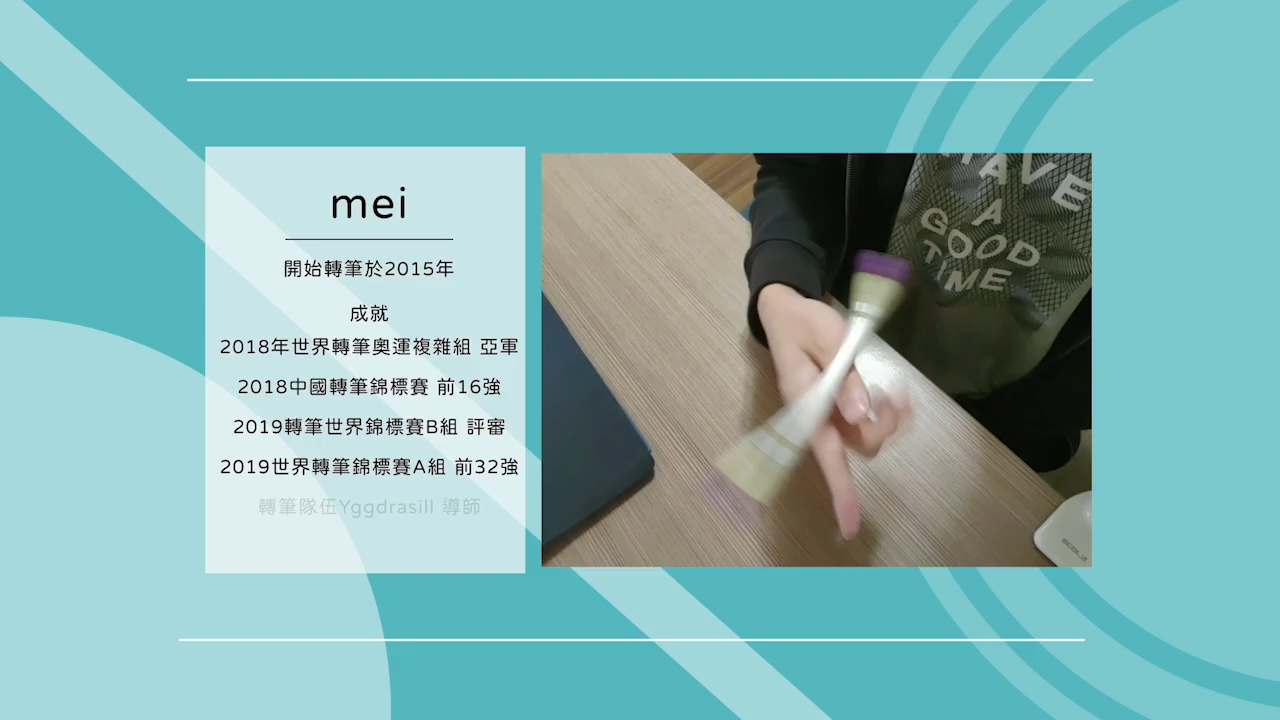 mei
開始轉筆於2015年
成就
2018年世界轉筆奧運複雜組 亞軍
2018中國轉筆錦標賽 前16強
2019轉筆世界錦標賽B組 評審
2019世界轉筆錦標賽A組 前32強
轉筆隊伍Yggdrasill 導師
HAVE
A
A
GOOD
TIME